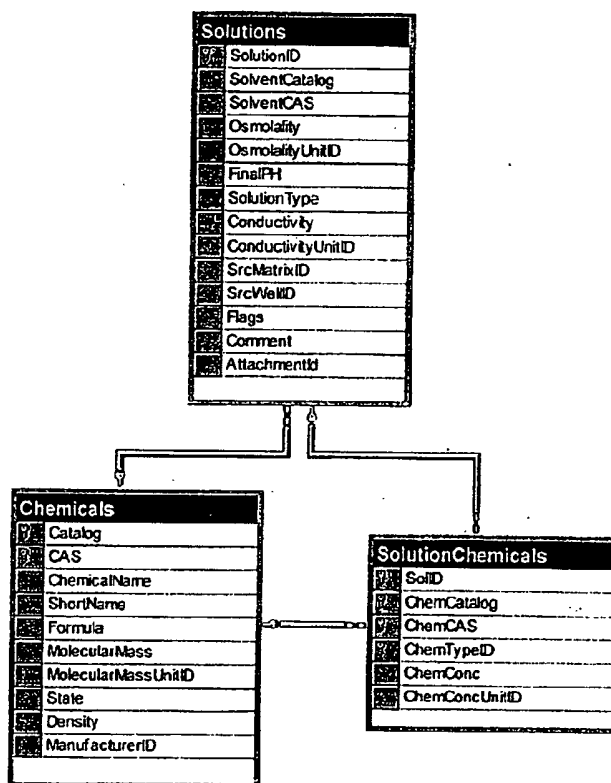 Solutions
SolutionID
SolventCatalog
SolventCAS
Osmolality
OsmolalityUnitID
FinalPH
SolutionType
Conductivity
ConductivityUnitID
SrcMatrixID
SrcWellID
Flags
Comment
AttachmentId
Chemicals
Catalog
CAS
ChemicalName
ShortName
Formula
MolecularMass
MolecularMassUnitID
State
Density
ManufacturerID
SolutionChemicals
SolID
ChemCatalog
ChemCAS
ChemTypeID
ChemConc
ChemConcUnitID